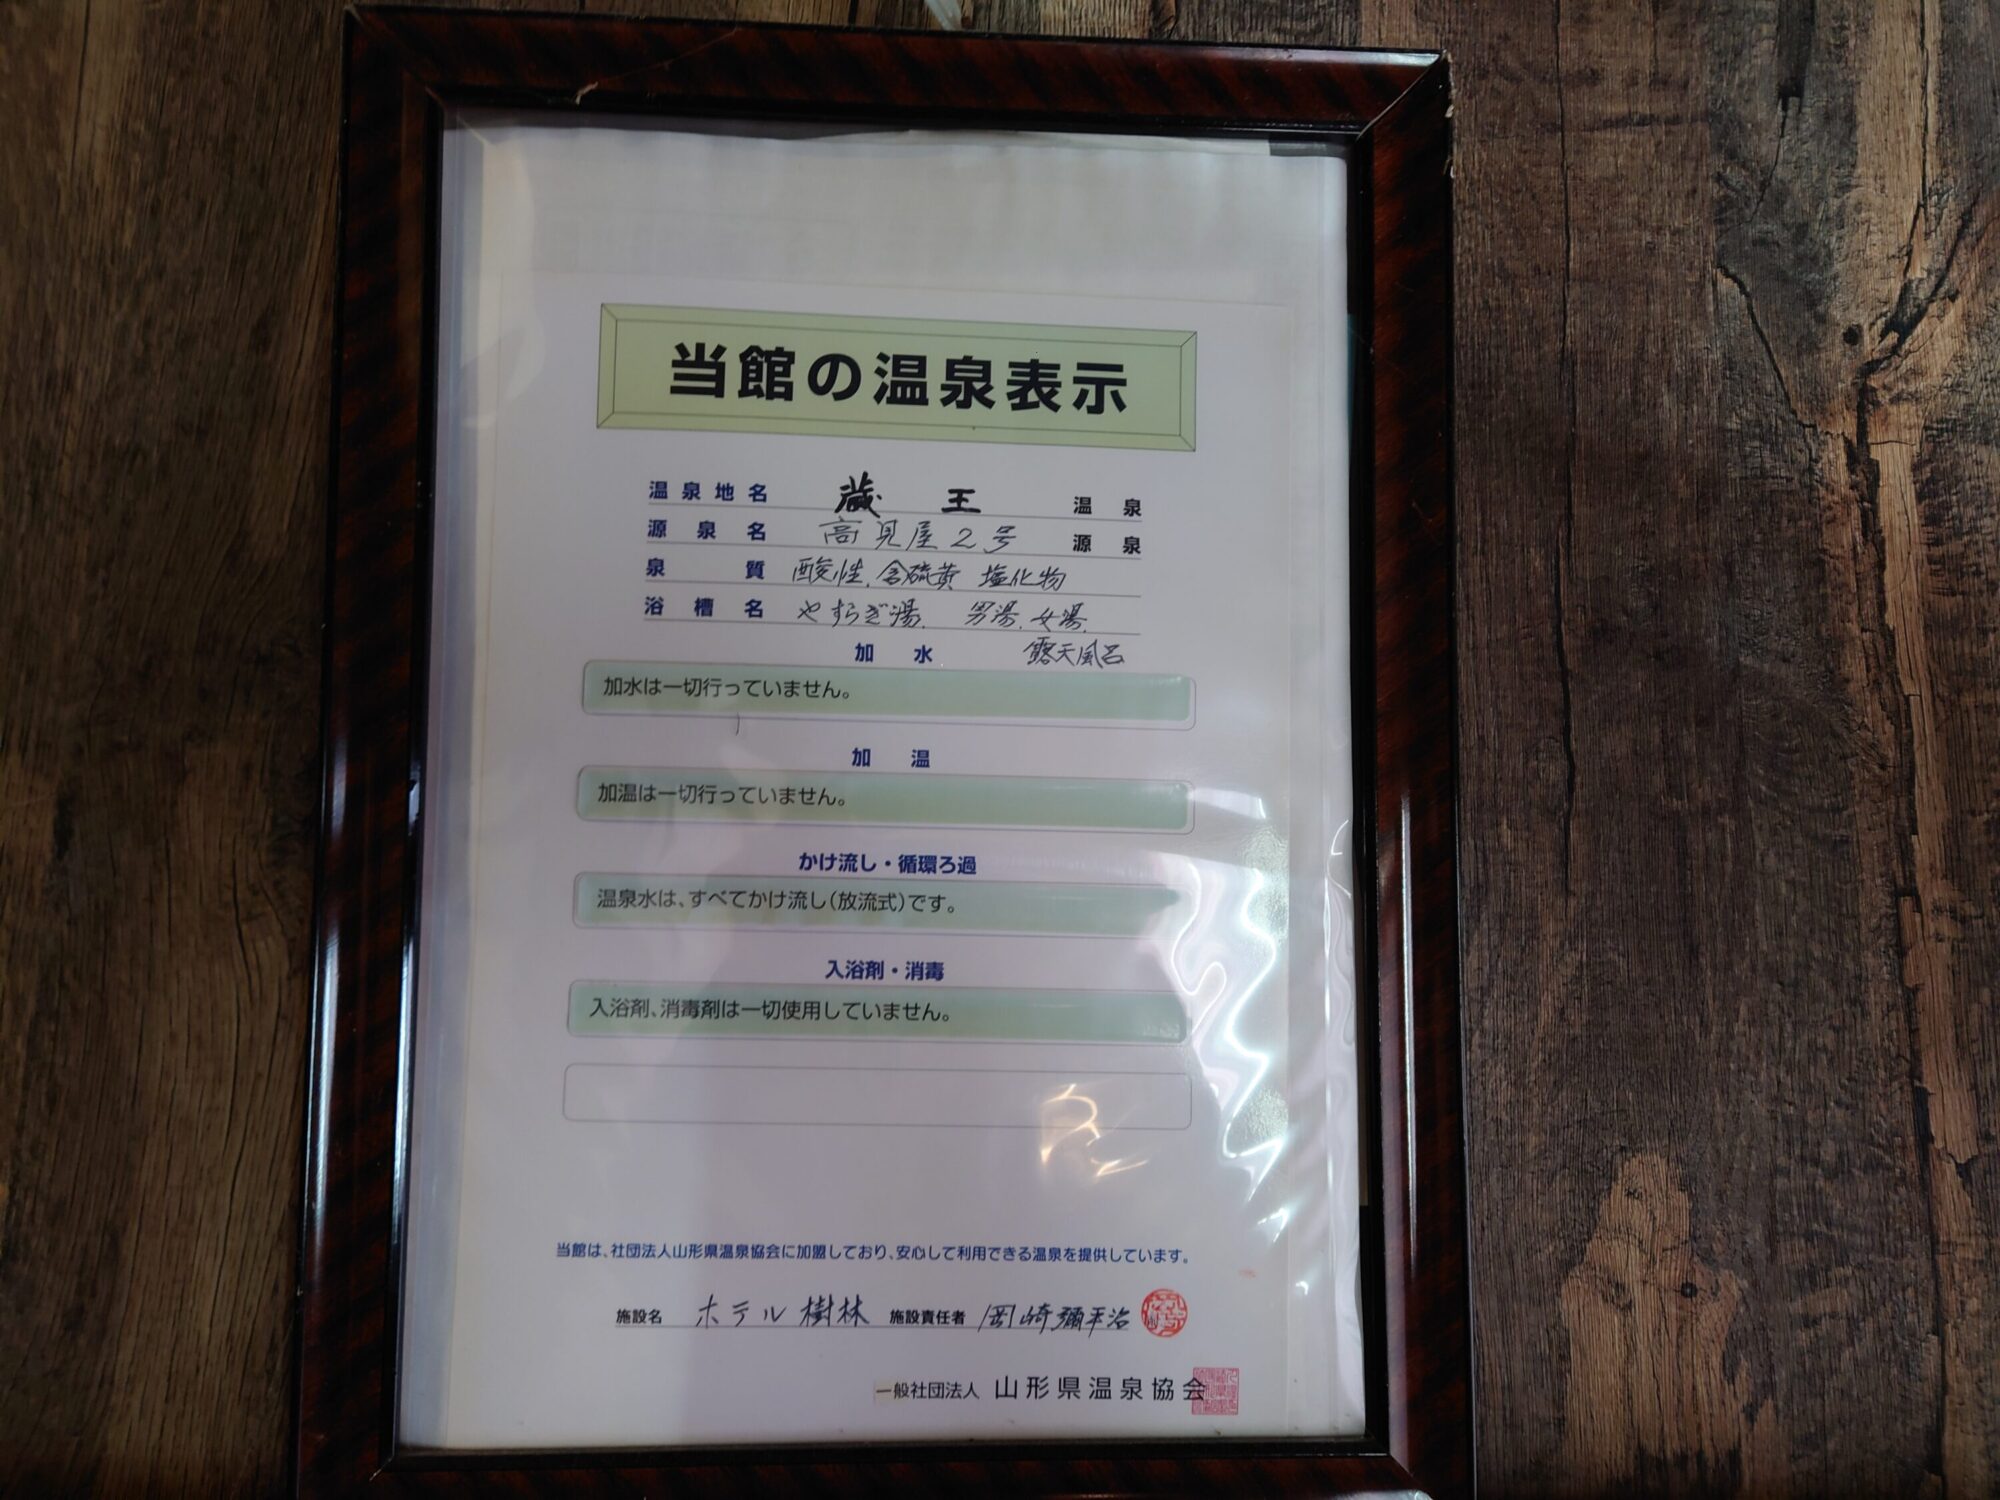 当館の温泉表示
温泉地名 蔵王 温泉
源泉名 高見屋2号 源泉
泉質 酸性、含硫黄 塩化物
浴槽名 やすらぎ湯、 男湯、女湯、
露天風呂
加水
加水は一切行っていません。
加温
加温は一切行っていません。
かけ流し・循環ろ過
温泉水は、すべてかけ流し(放流式)です。
入浴剤・消毒
入浴剤、消毒剤は一切使用していません。
当館は、社団法人山形県温泉協会に加盟しており、安心して利用できる温泉を提供しています。
施設名 ホテル樹林 施設責任者 岡崎彌平治
一般社団法人 山形県温泉協会